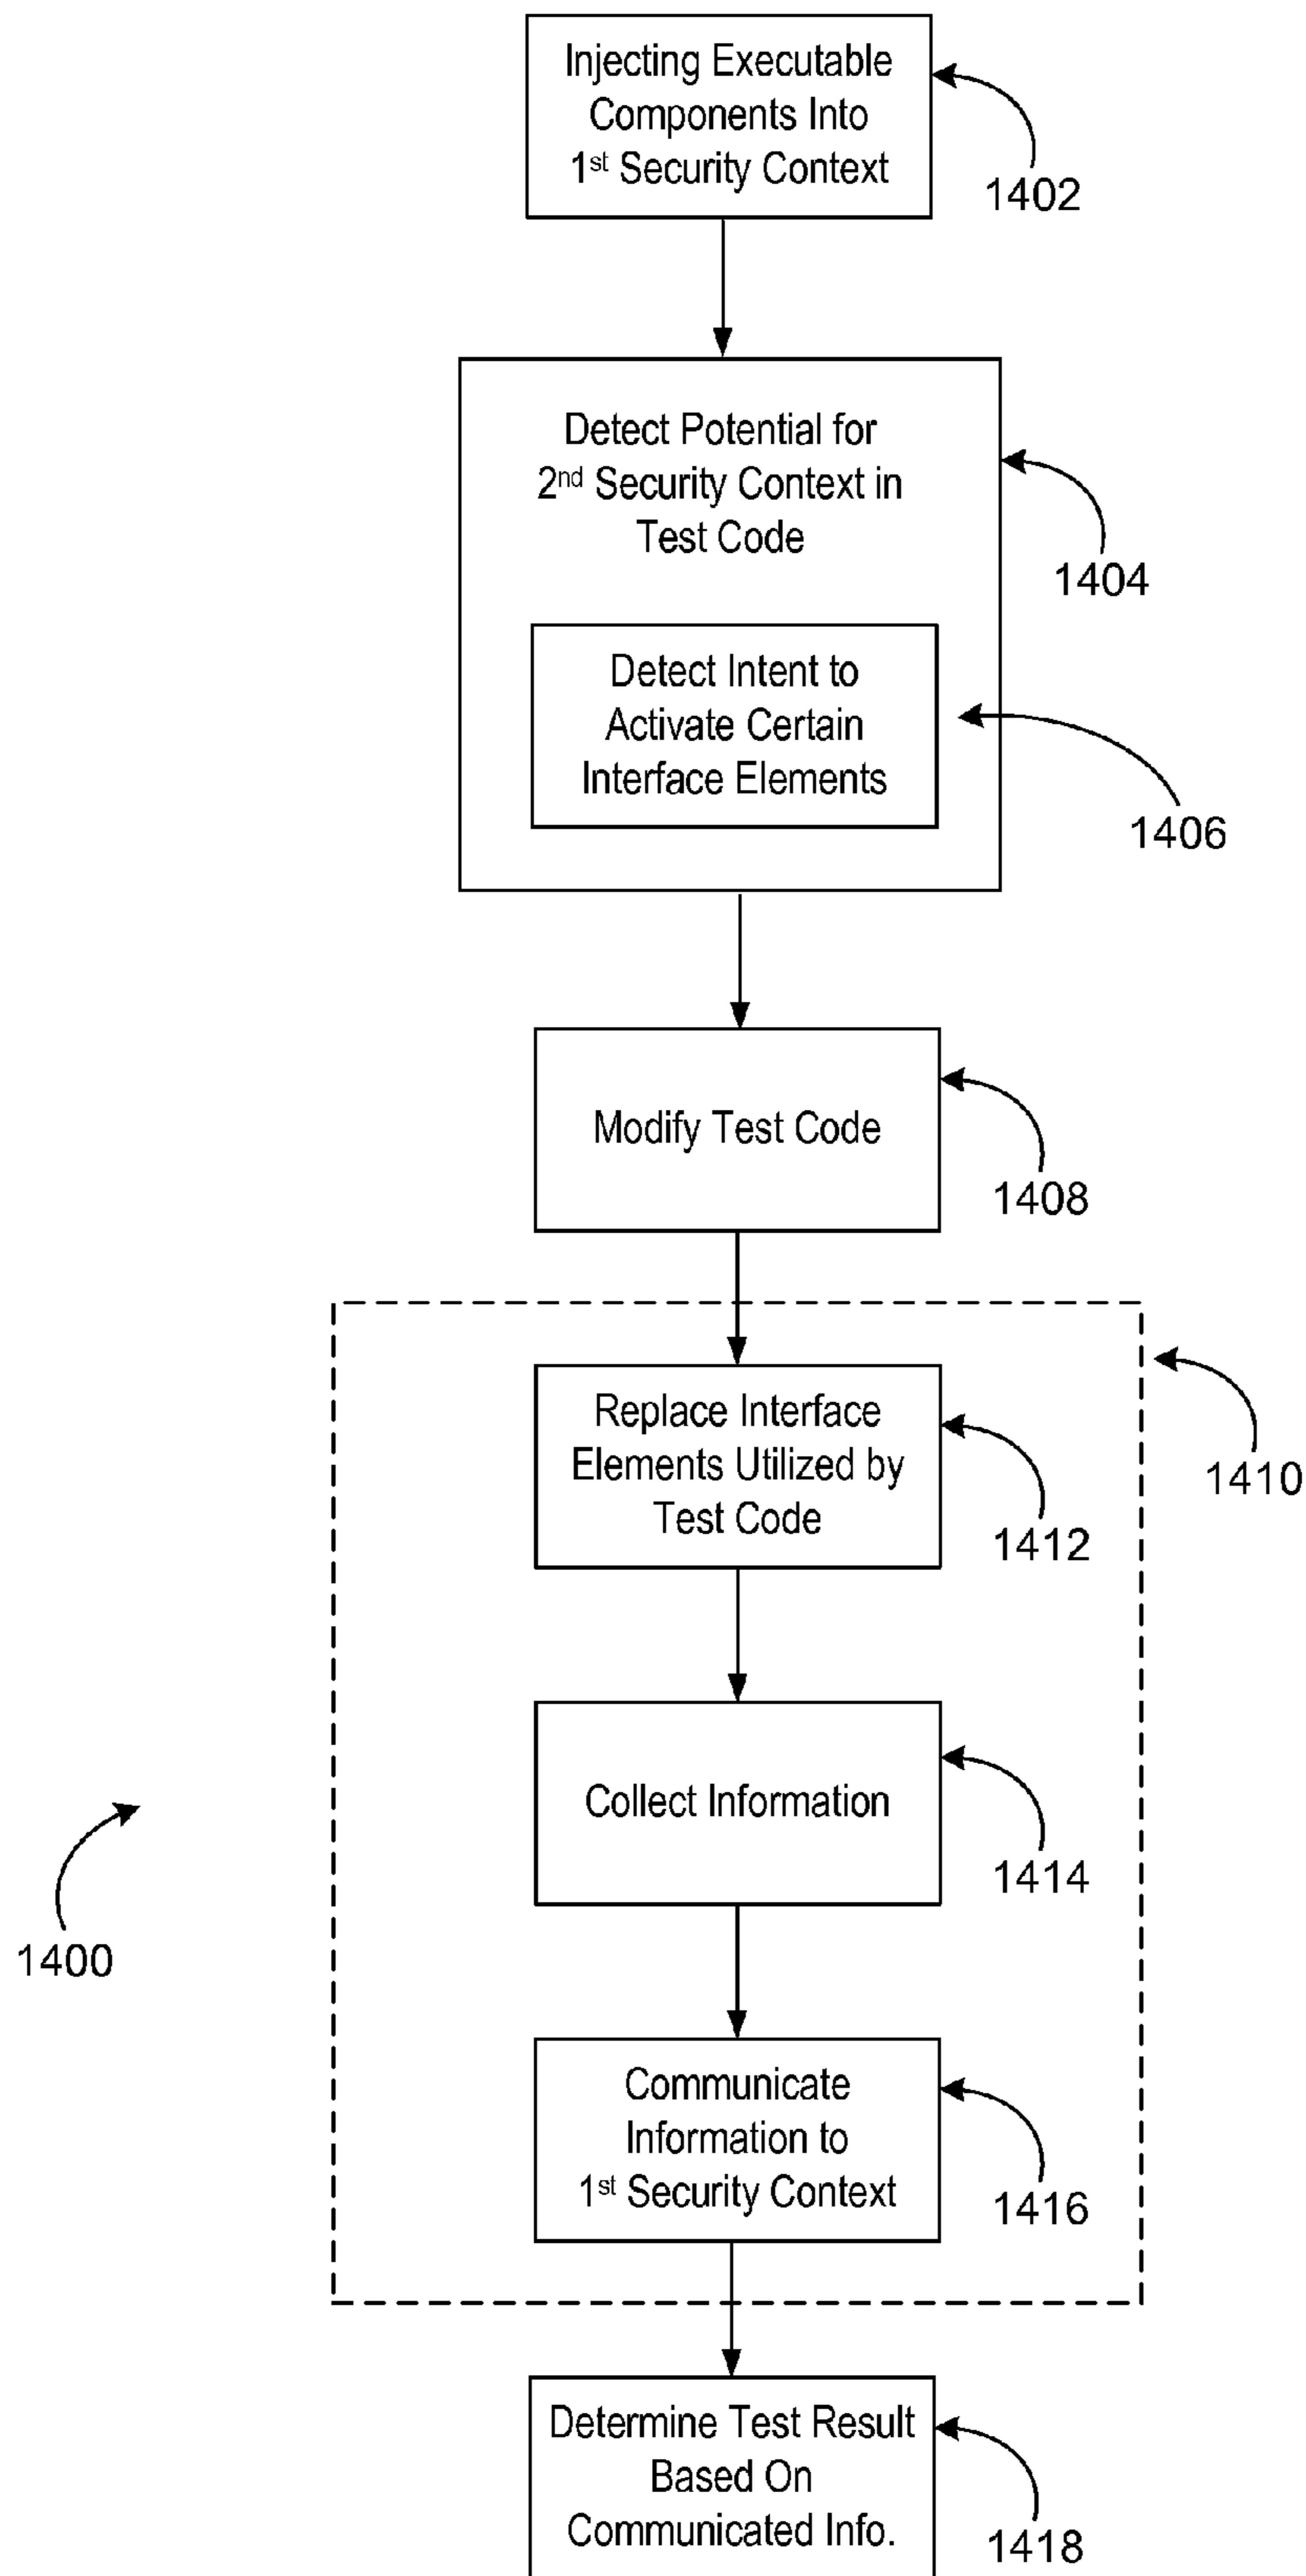 Injecting Executable
Components Into
1st Security Context
1402
Detect Potential for
2nd Security Context in
Test Code
1404
Detect Intent to
Activate Certain
Interface Elements
1406
Modify Test Code
1408
1410
Replace Interface
Elements Utilized by
Test Code
1412
Collect Information
1414
1400
Communicate
Information to
1st Security Context
1416
Determine Test Result
Based On
Communicated Info.
1418